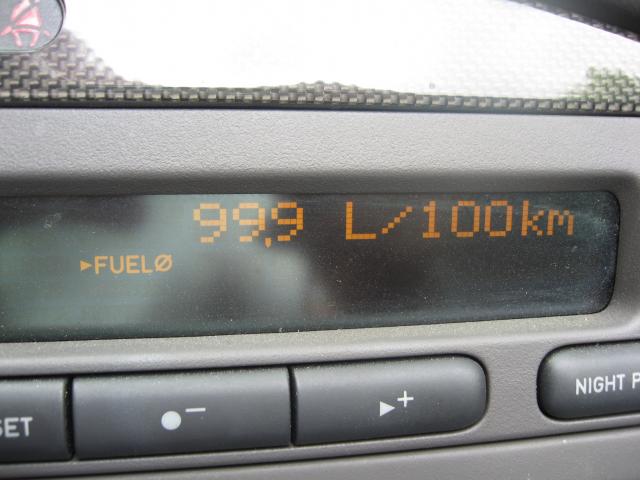 99,9 L/100km
▸FUELØ
SET
NIGHT P